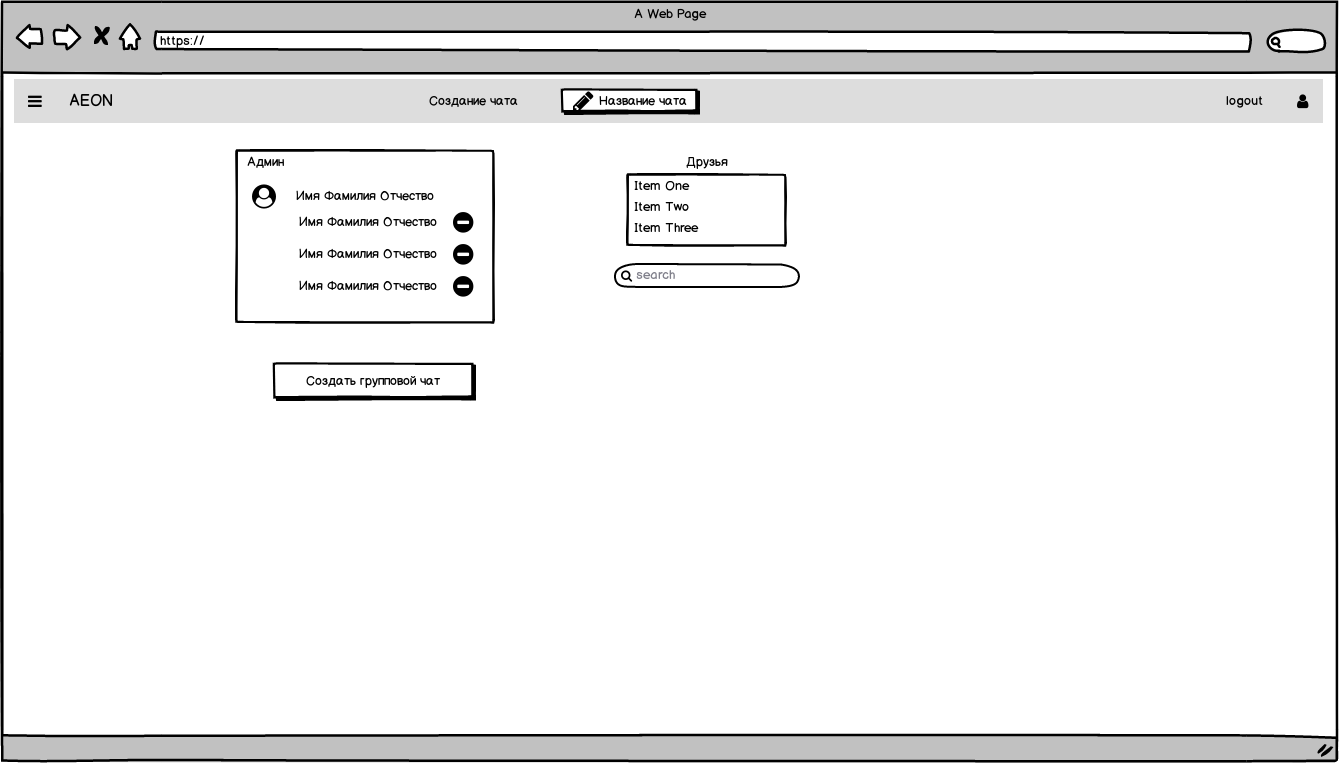 A Web Page
https://
AEON
Создание чата
Название чата
logout
Админ
Имя Фамилия Отчество
Имя Фамилия Отчество
Имя Фамилия Отчество
Имя Фамилия Отчество
Создать групповой чат
Друзья
Item One
Item Two
Item Three
search